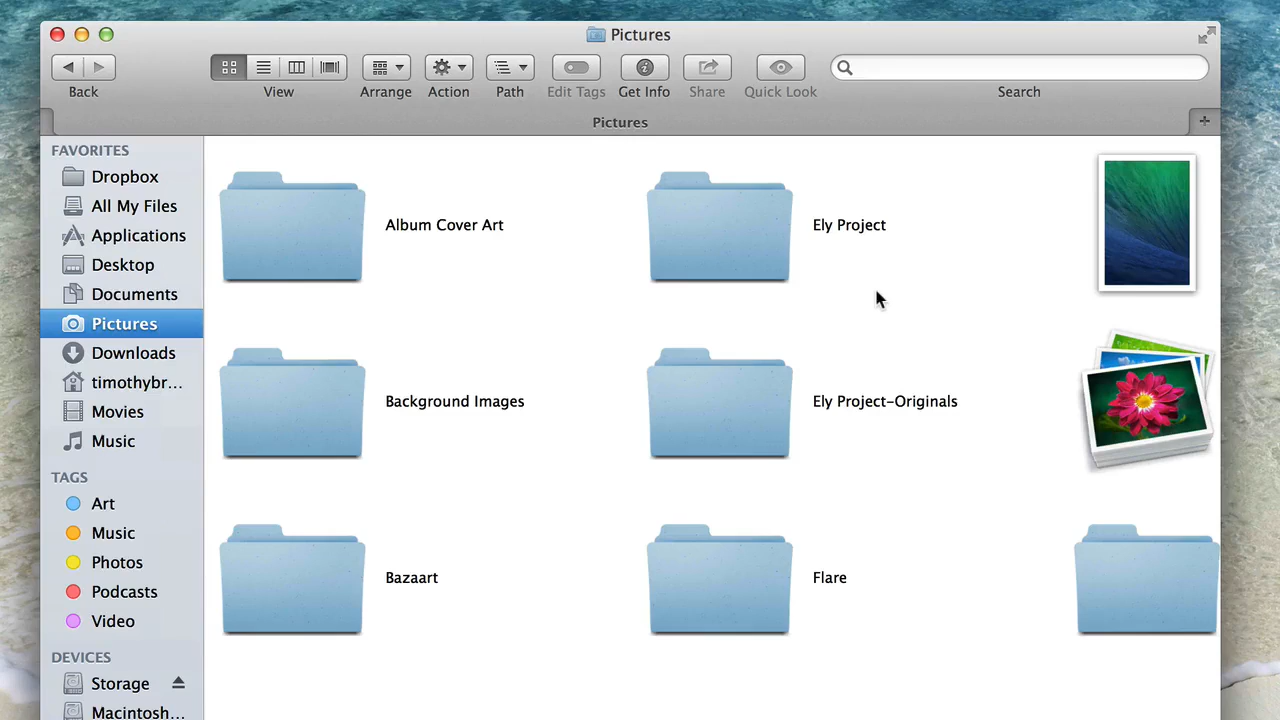 Pictures
Back
View
Arrange
Action
Path
Edit Tags
Get Info
Share
Quick Look
Search
Pictures
FAVORITES
Dropbox
All My Files
Applications
Desktop
Documents
Pictures
Downloads
timothybr...
Movies
Music
TAGS
Art
Music
Photos
Podcasts
Video
DEVICES
Storage
Macintosh...
Album Cover Art
Ely Project
Background Images
Ely Project-Originals
Bazaart
Flare